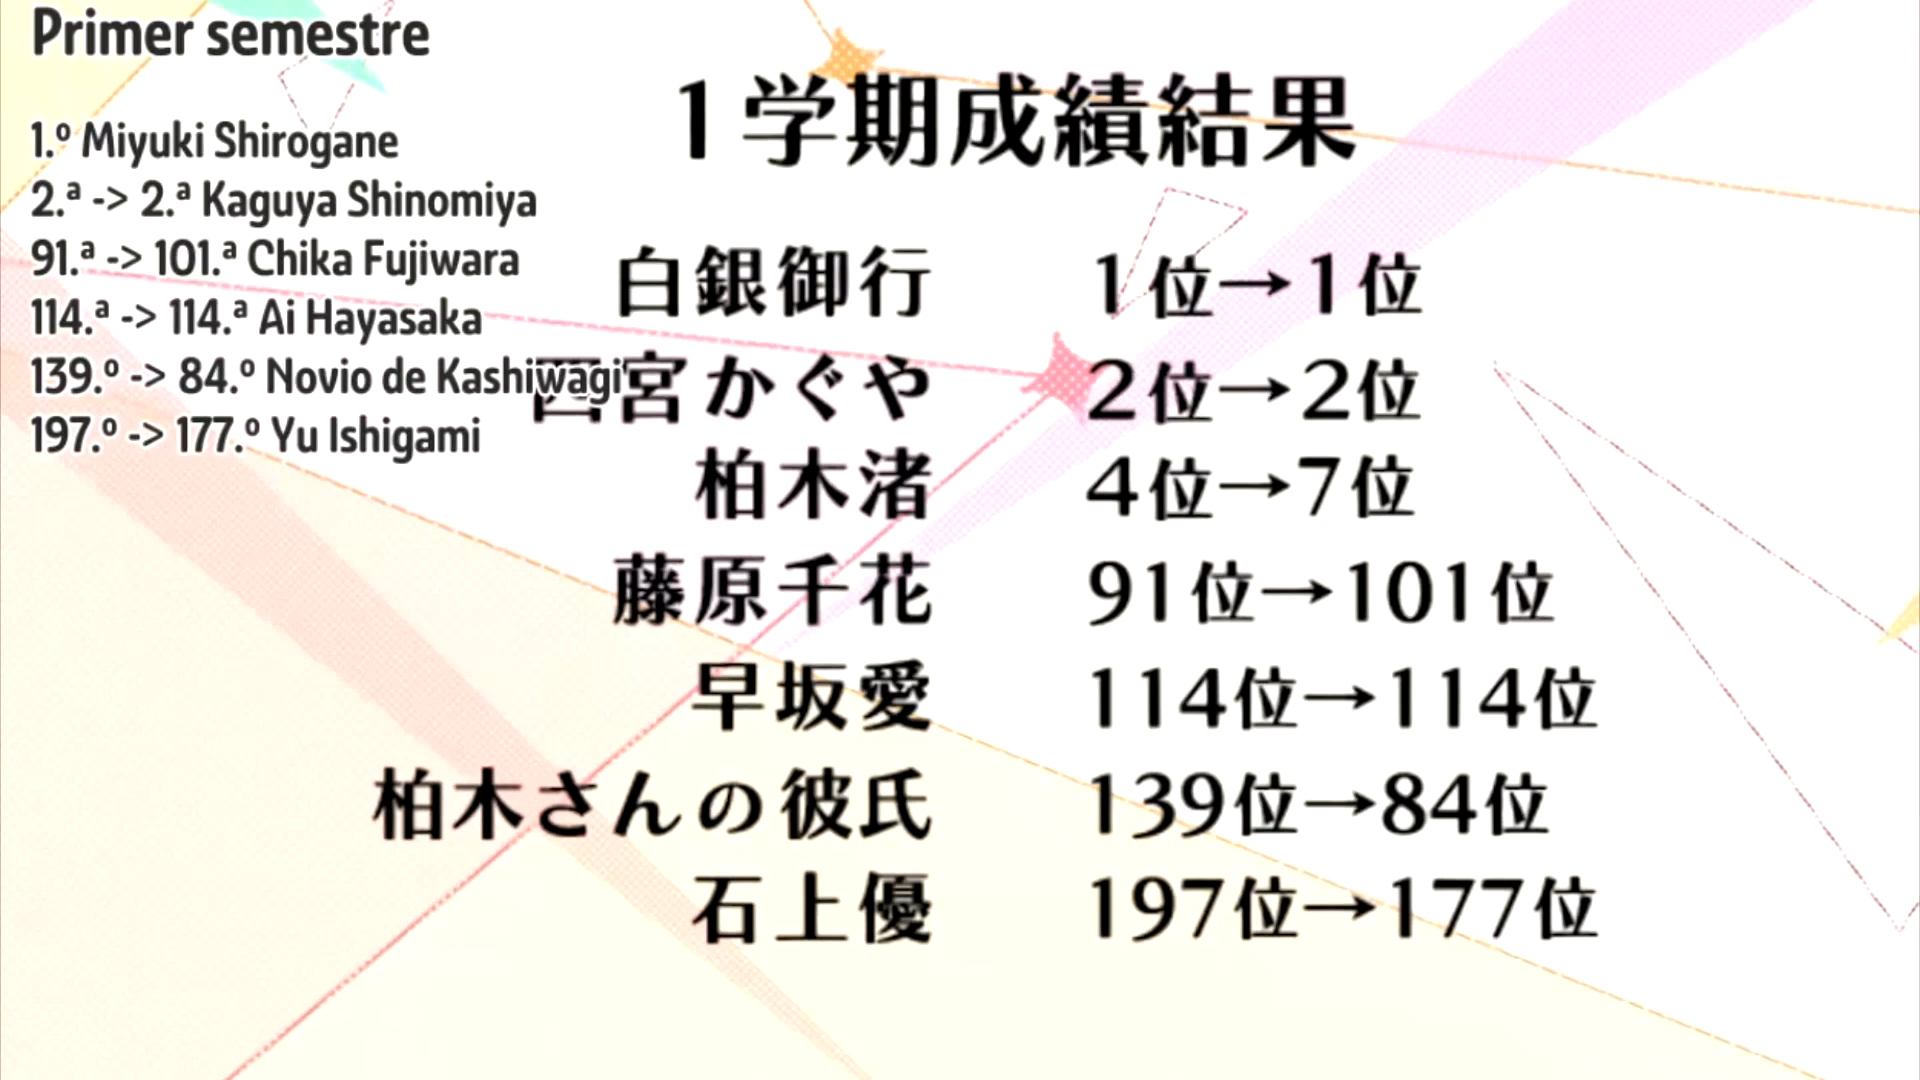 Primer semestre
1.º Miyuki Shirogane
2.ª -> 2.ª Kaguya Shinomiya
91.ª -> 101.ª Chika Fujiwara
114.ª -> 114.ª Ai Hayasaka
139.º -> 84.º Novio de Kashiwagi
197.º -> 177.º Yu Ishigami
1学期成績結果
白銀御行 1位→1位
四宮かぐや 2位→2位
柏木渚 4位→7位
藤原千花 91位→101位
早坂愛 114位→114位
柏木さんの彼氏 139位→84位
石上優 197位→177位